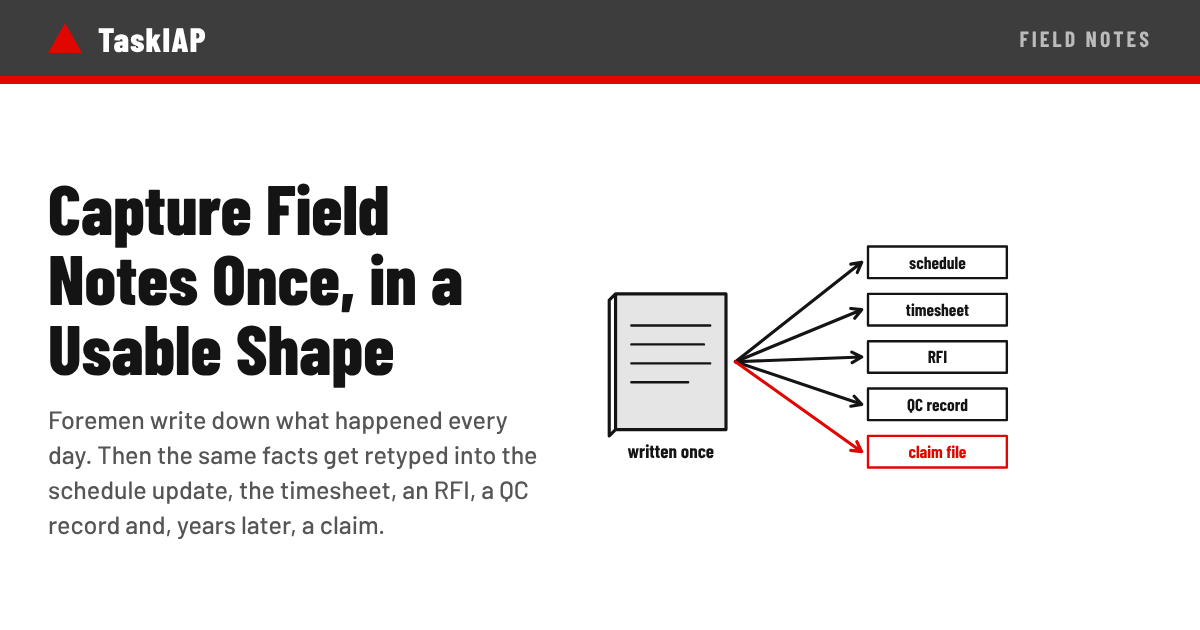 TaskIAP
FIELD NOTES
Capture Field
Notes Once, in a
Usable Shape
Foremen write down what happened every
day. Then the same facts get retyped into the
schedule update, the timesheet, an RFI, a QC
record and, years later, a claim.
written once
schedule
timesheet
RFI
QC record
claim file